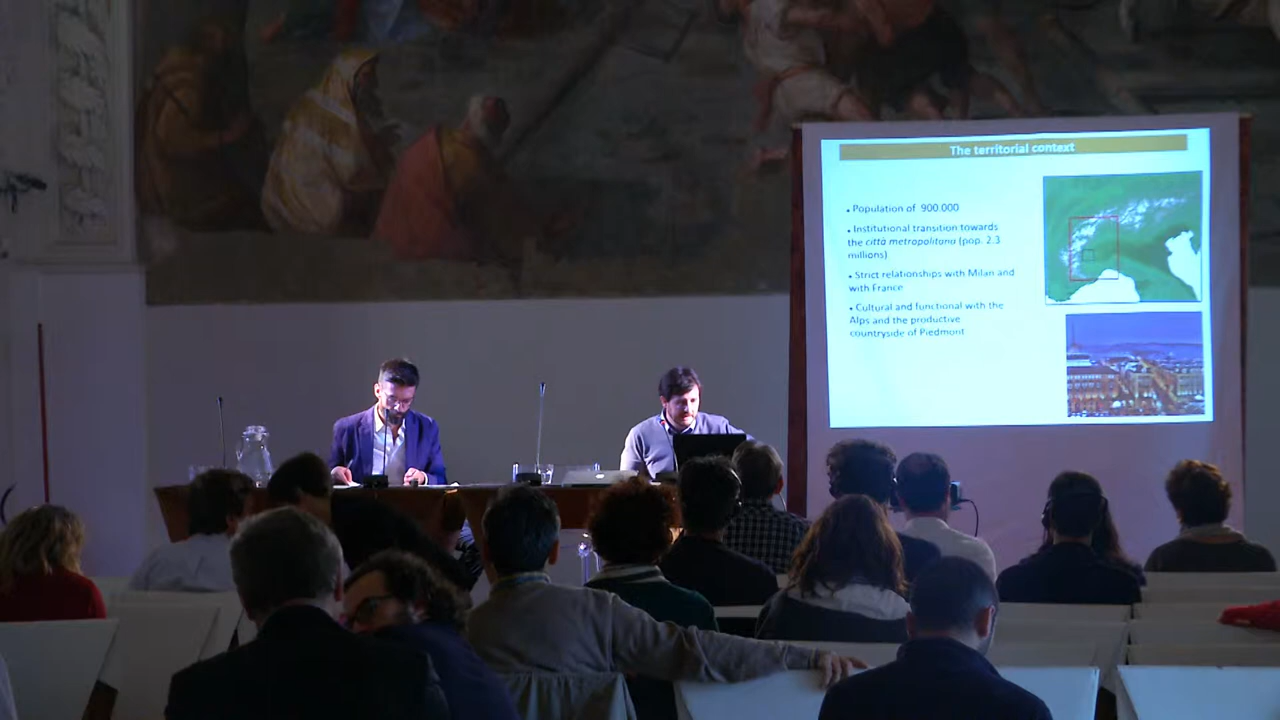 The territorial context
• Population of 900.000
• Institutional transition towards
the città metropolitana (pop. 2.3
millions)
• Strict relationships with Milan and
with France
• Cultural and functional with the
Alps and the productive
countryside of Piedmont